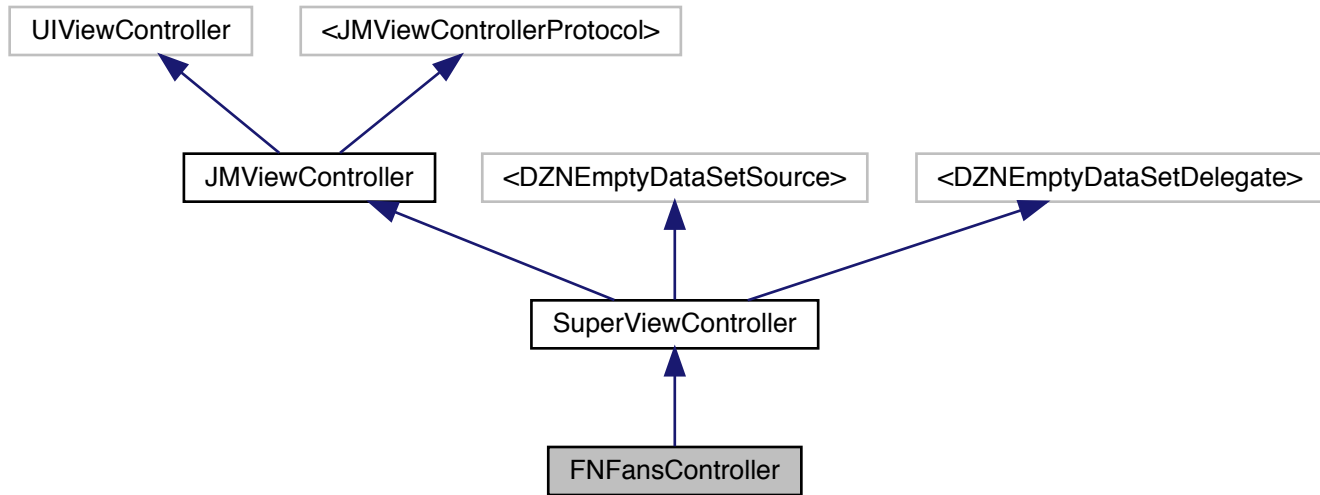 UIViewController
<JMViewControllerProtocol>
JMViewController
<DZNEmptyDataSetSource>
<DZNEmptyDataSetDelegate>
SuperViewController
FNFansController